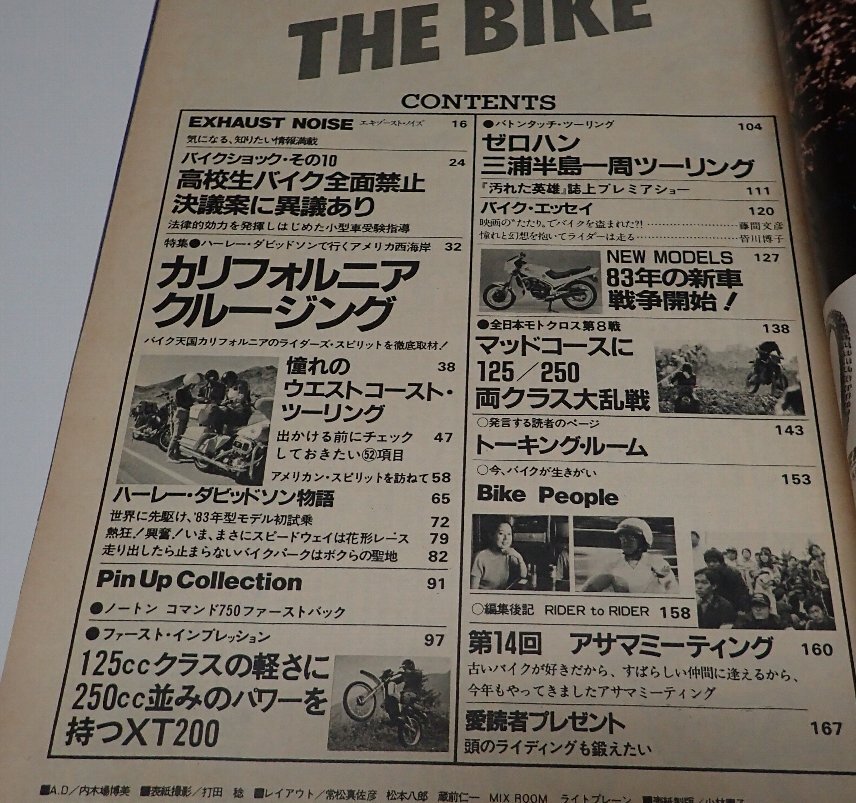 THE BIKE
CONTENTS
EXHAUST NOISE エキゾースト・ノイズ 16
気になる、知りたい情報満載
バイクショック・その10 24
高校生バイク全面禁止
決議案に異議あり
法律的効力を発揮しはじめた小型車受験指導
特集●ハーレー・ダビッドソンで行くアメリカ西海岸 32
カリフォルニア
クルージング
バイク天国カリフォルニアのライダーズ・スピリットを徹底取材!
憧れの 38
ウエストコースト・
ツーリング
出かける前にチェック 47
しておきたい52項目
アメリカン・スピリットを訪ねて 58
ハーレー・ダビッドソン物語 65
世界に先駆け、'83年型モデル初試乗 72
熱狂!興奮!いま、まさにスピードウェイは花形レース 79
走り出したら止まらないバイクパークはボクらの聖地 82
Pin Up Collection 91
●ノートン コマンド750ファーストバック
●ファースト・インプレッション 97
125ccクラスの軽さに
250cc並みのパワーを
持つXT200
●バトンタッチ・ツーリング 104
ゼロハン
三浦半島一周ツーリング
『汚れた英雄』誌上プレミアショー 111
バイク・エッセイ 120
映画の"たたり"でバイクを盗まれた?! 藤間文彦
憧れと幻想を抱いてライダーは走る 皆川博子
NEW MODELS 127
83年の新車
戦争開始!
●全日本モトクロス第8戦 138
マッドコースに
125/250
両クラス大乱戦
○発言する読者のページ 143
トーキング・ルーム
○今、バイクが生きがい 153
Bike People
○編集後記 RIDER to RIDER 158
第14回 アサマミーティング 160
古いバイクが好きだから、すばらしい仲間に逢えるから、
今年もやってきましたアサマミーティング
愛読者プレゼント 167
頭のライディングも鍛えたい
■A.D/内木場博美 ■表紙撮影/打田 稔 ■レイアウト/常松真佐彦 松本八郎 蔵前仁一 MIX ROOM ライトプレーン